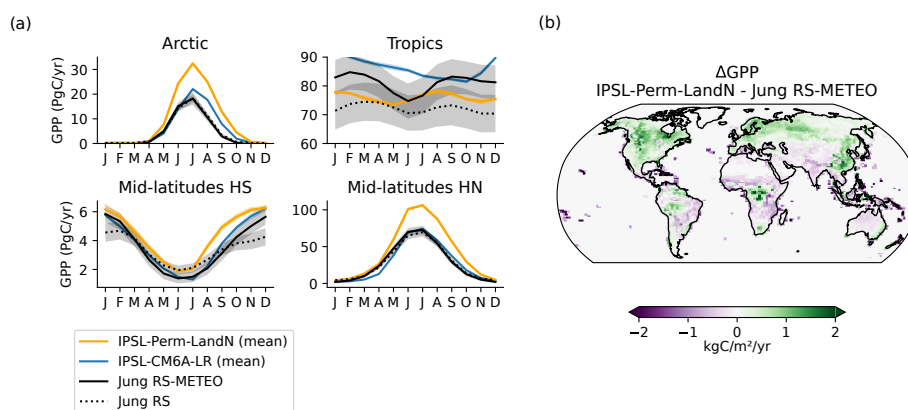 (a)
Arctic
Tropics
GPP (PgC/yr)
30
20
10
0
J F M A M J J A S O N D
90
80
70
60
J F M A M J J A S O N D
Mid-latitudes HS
Mid-latitudes HN
GPP (PgC/yr)
6
4
2
J F M A M J J A S O N D
100
50
0
J F M A M J J A S O N D
IPSL-Perm-LandN (mean)
IPSL-CM6A-LR (mean)
Jung RS-METEO
Jung RS
(b)
ΔGPP
IPSL-Perm-LandN - Jung RS-METEO
−2 −1 0 1 2
kgC/m²/yr